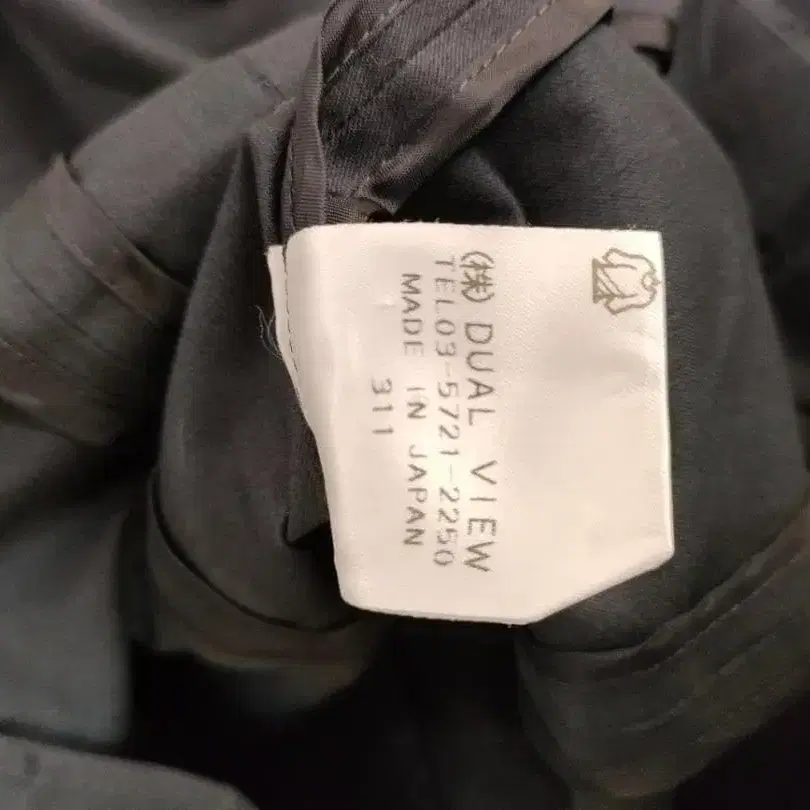 (株) DUAL VIEW
TEL03-5721-2250
MADE IN JAPAN
311